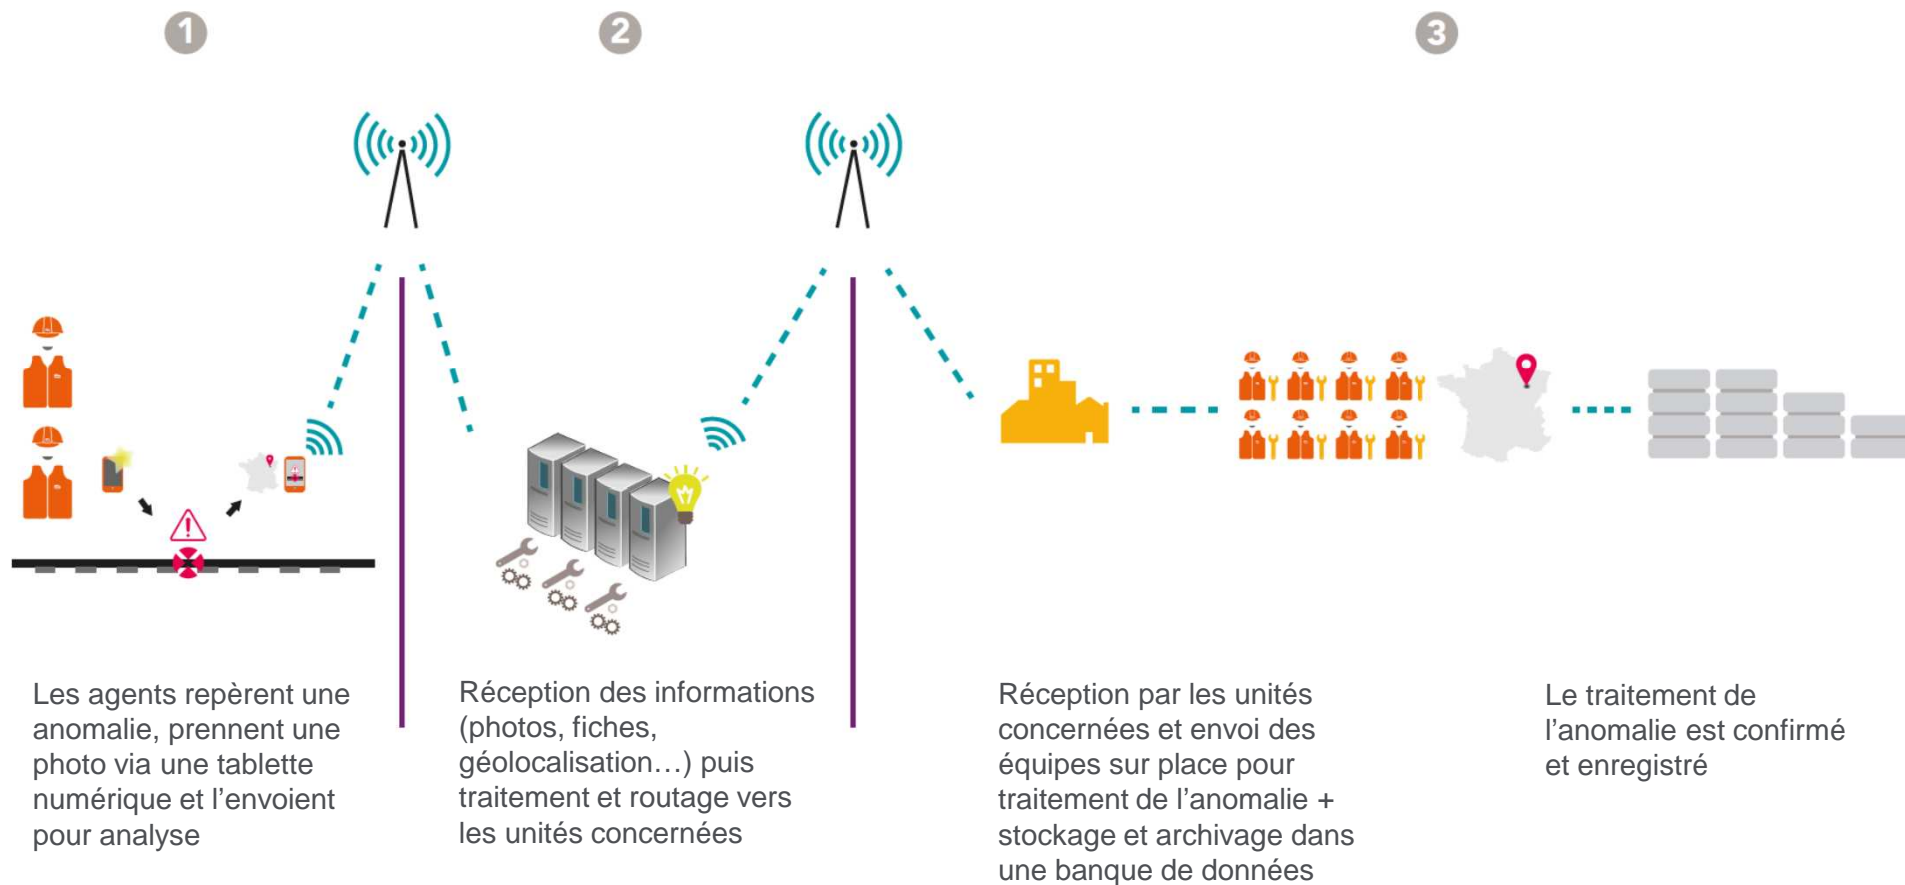 1
2
3
Les agents repèrent une
anomalie, prennent une
photo via une tablette
numérique et l'envoient
pour analyse
Réception des informations
(photos, fiches,
géolocalisation…) puis
traitement et routage vers
les unités concernées
Réception par les unités
concernées et envoi des
équipes sur place pour
traitement de l'anomalie +
stockage et archivage dans
une banque de données
Le traitement de
l'anomalie est confirmé
et enregistré